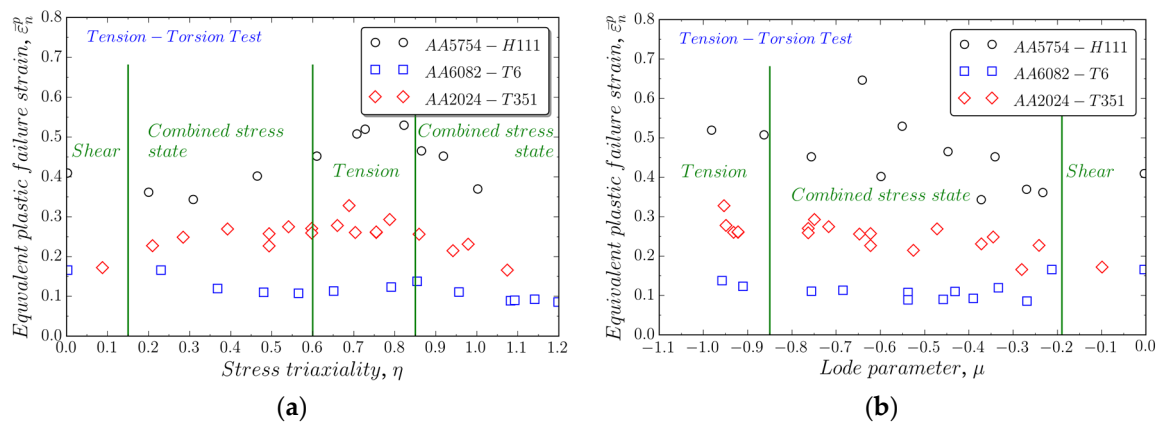 Tension − Torsion Test
AA5754 − H111
AA6082 − T6
AA2024 − T351
Shear
Combined stress
state
Tension
Combined stress
state
Equvalent plastic failure strain, ε̄ₙᵖ
0.8
0.7
0.6
0.5
0.4
0.3
0.2
0.1
0.0
0.0 0.1 0.2 0.3 0.4 0.5 0.6 0.7 0.8 0.9 1.0 1.1 1.2
Stress triaxiality, η
(a)
Tension − Torsion Test
AA5754 − H111
AA6082 − T6
AA2024 − T351
Tension
Combined stress state
Shear
Equivalent plastic failure strain, ε̄ₙᵖ
0.8
0.7
0.6
0.5
0.4
0.3
0.2
0.1
0.0
−1.1 −1.0 −0.9 −0.8 −0.7 −0.6 −0.5 −0.4 −0.3 −0.2 −0.1 0.0
Lode parameter, μ
(b)